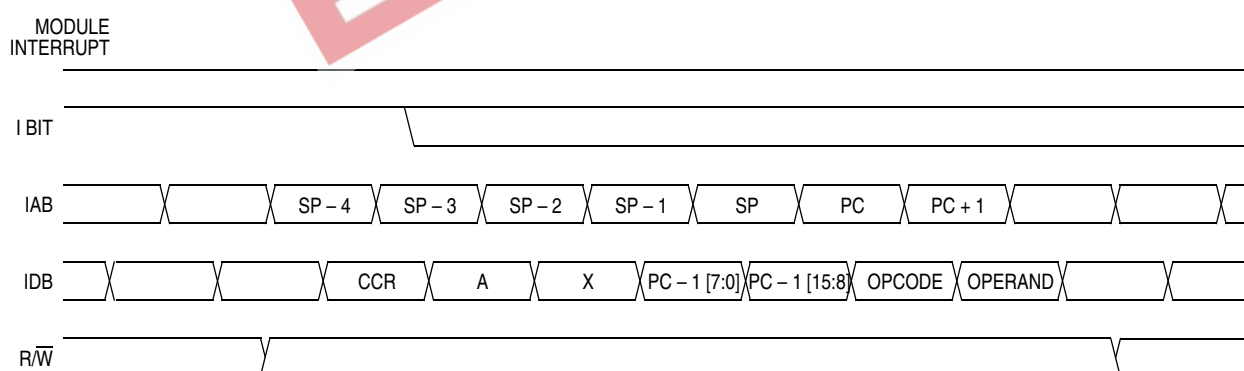 MODULE
INTERRUPT
I BIT
IAB SP – 4 SP – 3 SP – 2 SP – 1 SP PC PC + 1
IDB CCR A X PC – 1 [7:0] PC – 1 [15:8] OPCODE OPERAND
R/W̅